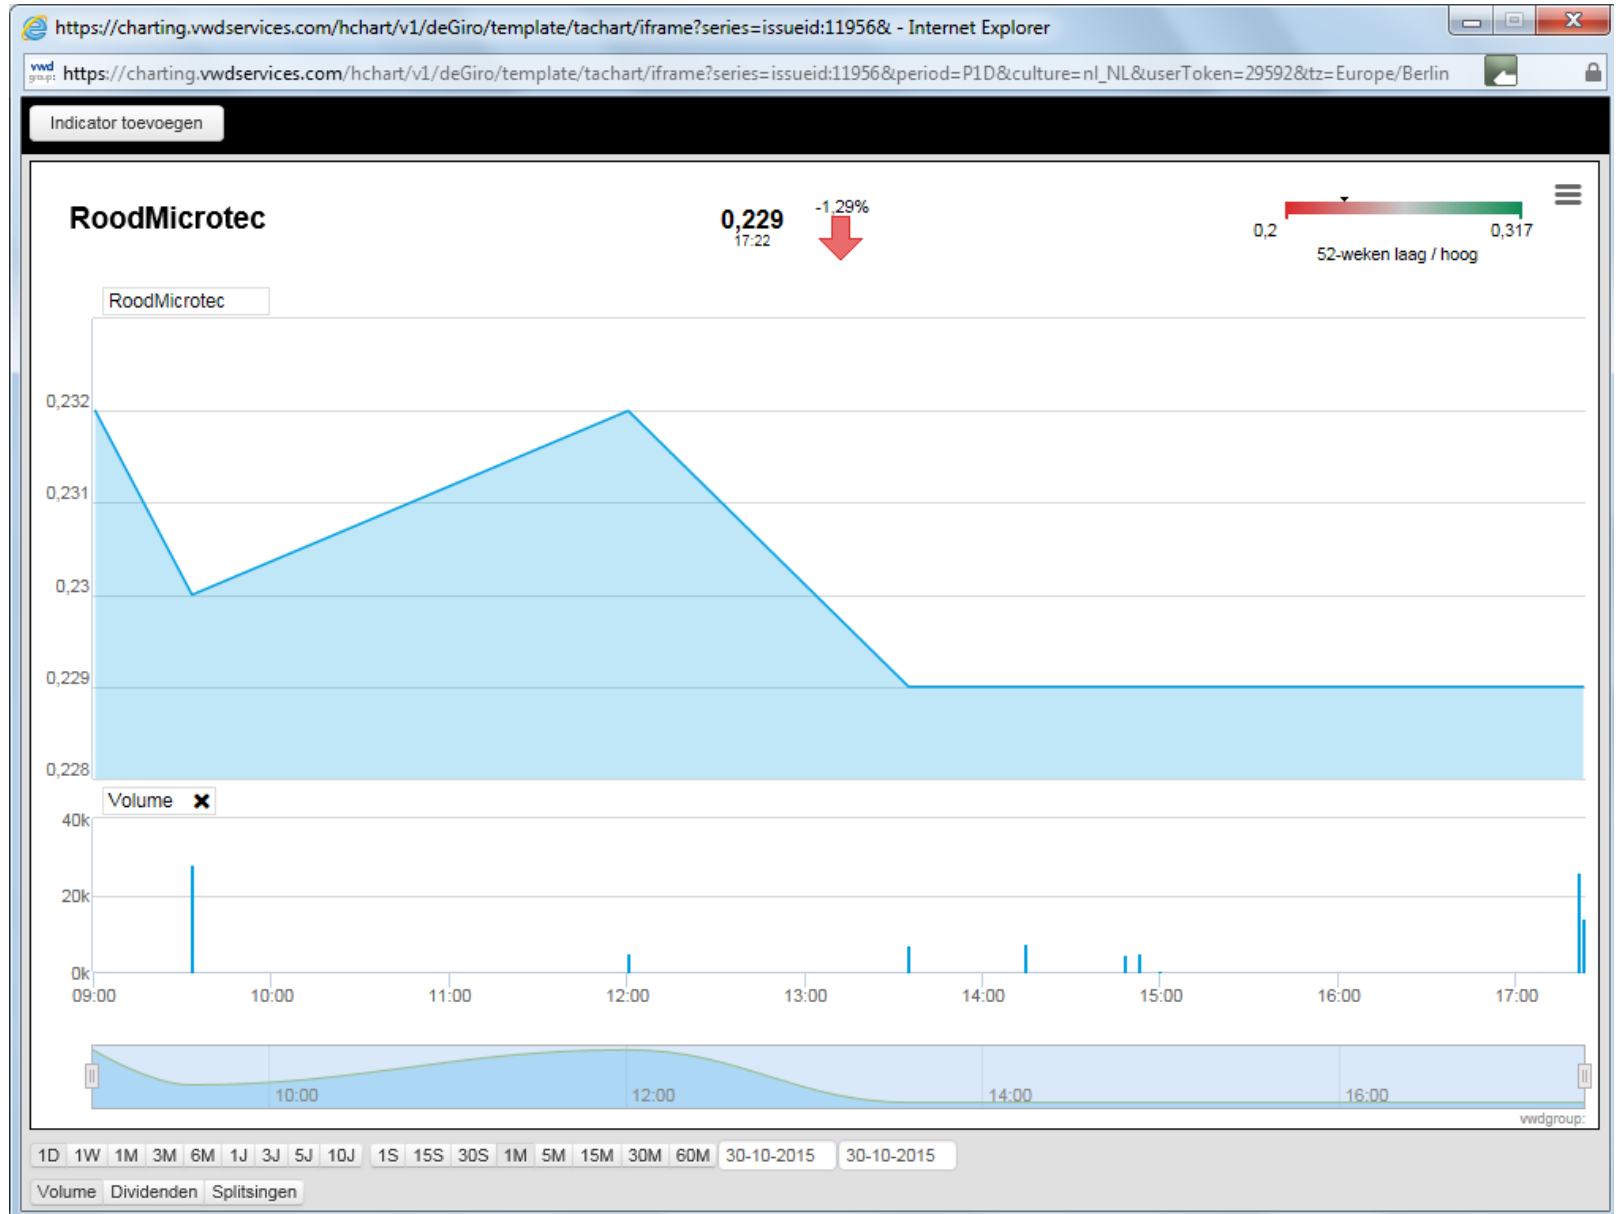 https://charting.vwdservices.com/hchart/v1/deGiro/template/tachart/iframe?series=issueid:11956& - Internet Explorer
vwd group: https://charting.vwdservices.com/hchart/v1/deGiro/template/tachart/iframe?series=issueid:11956&period=P1D&culture=nl_NL&userToken=29592&tz=Europe/Berlin
Indicator toevoegen
RoodMicrotec
0,229
17:22
-1,29%
0,2 0,317
52-weken laag / hoog
RoodMicrotec
0,232
0,231
0,23
0,229
0,228
Volume
40k
20k
0k
09:00 10:00 11:00 12:00 13:00 14:00 15:00 16:00 17:00
10:00 12:00 14:00 16:00
vwdgroup:
1D 1W 1M 3M 6M 1J 3J 5J 10J 1S 15S 30S 1M 5M 15M 30M 60M 30-10-2015 30-10-2015
Volume Dividenden Splitsingen